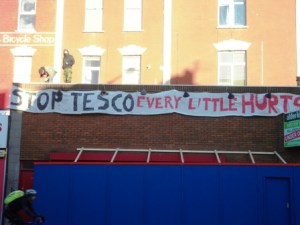 Bicycle Shop
STOP TESCO EVERY LITTLE HURTS